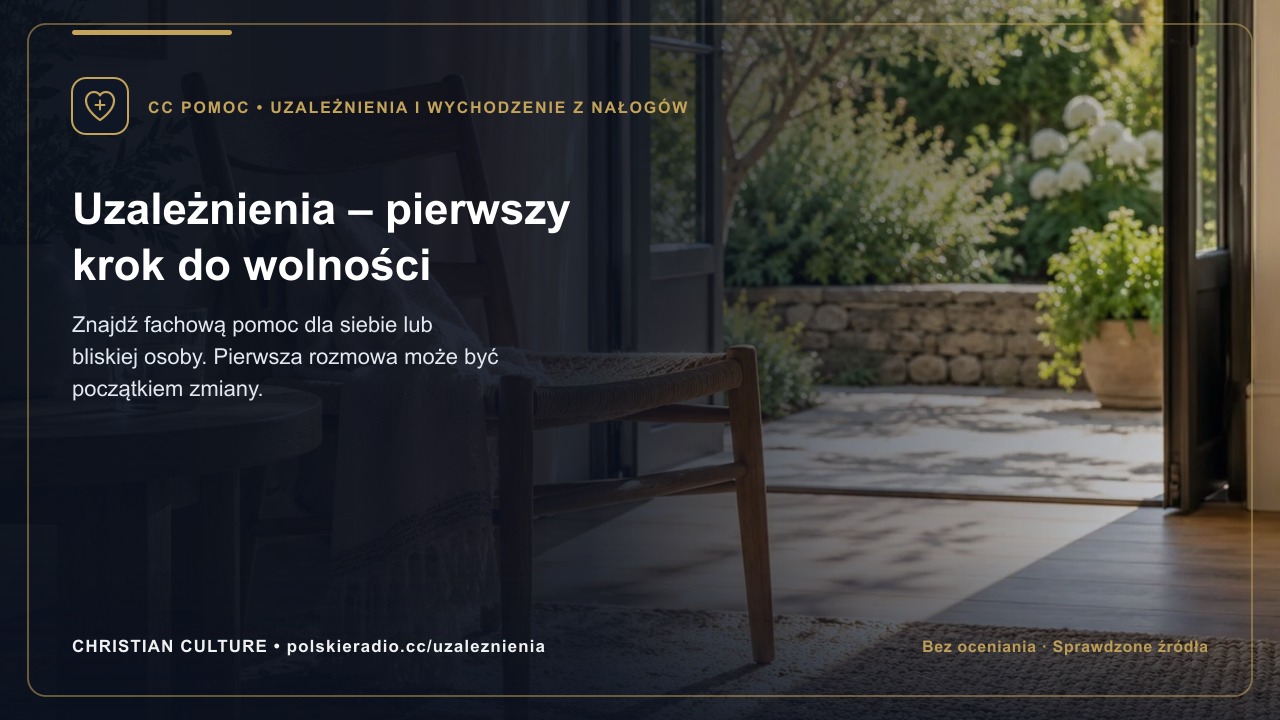 CC POMOC • UZALEŻNIENIA I WYCHODZENIE Z NAŁOGÓW
Uzależnienia – pierwszy
krok do wolności
Znajdź fachową pomoc dla siebie lub
bliskiej osoby. Pierwsza rozmowa może być
początkiem zmiany.
CHRISTIAN CULTURE • polskieradio.cc/uzaleznienia
Bez oceniania · Sprawdzone źródła